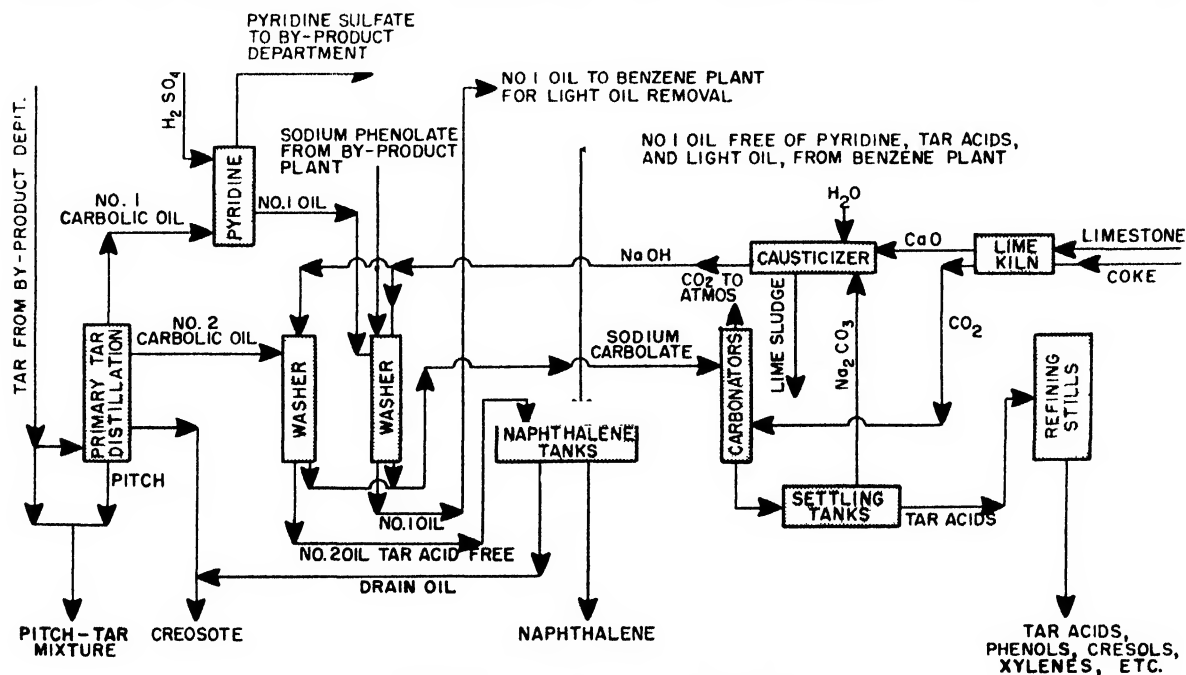 PYRIDINE SULFATE
TO BY-PRODUCT
DEPARTMENT
H2SO4
TAR FROM BY-PRODUCT DEPIT.
NO 1 OIL TO BENZENE PLANT
FOR LIGHT OIL REMOVAL
SODIUM PHENOLATE
FROM BY-PRODUCT
PLANT
NO 1 OIL FREE OF PYRIDINE, TAR ACIDS,
AND LIGHT OIL, FROM BENZENE PLANT
PYRIDINE
NO. 1
CARBOLIC OIL
NO.1 OIL
H2O
CaO
LIME
KILN
LIMESTONE
COKE
NaOH
CAUSTICIZER
CO2 TO
ATMOS
LIME SLUDGE
Na2CO3
CO2
NO. 2
CARBOLIC OIL
PRIMARY TAR
DISTILLATION
WASHER
WASHER
SODIUM
CARBOLATE
CARBONATORS
REFINING
STILLS
NAPHTHALENE
TANKS
PITCH
SETTLING
TANKS
TAR ACIDS
NO.1 OIL
NO.2 OIL TAR ACID FREE
DRAIN OIL
PITCH-TAR
MIXTURE
CREOSOTE
NAPHTHALENE
TAR ACIDS,
PHENOLS, CRESOLS,
XYLENES, ETC.